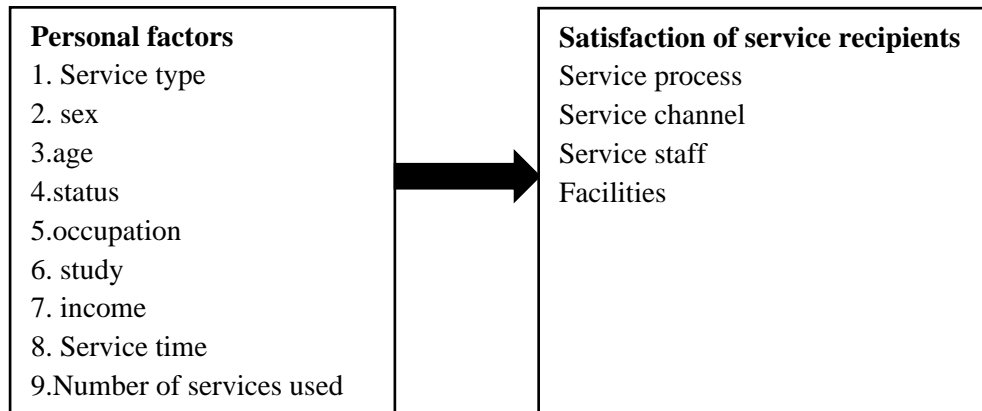 Personal factors
1. Service type
2. sex
3.age
4.status
5.occupation
6. study
7. income
8. Service time
9.Number of services used
Satisfaction of service recipients
Service process
Service channel
Service staff
Facilities